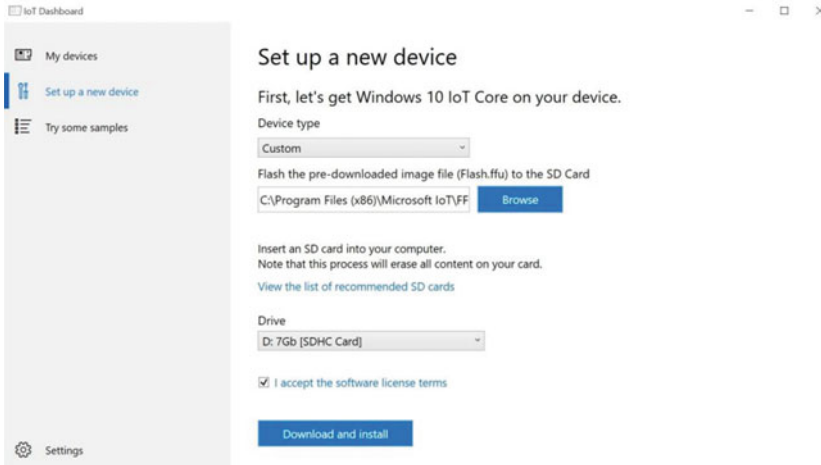 IoT Dashboard
My devices
Set up a new device
Try some samples
Settings
Set up a new device
First, let's get Windows 10 IoT Core on your device.
Device type
Custom
Flash the pre-downloaded image file (Flash.ffu) to the SD Card
C:\Program Files (x86)\Microsoft IoT\FF
Browse
Insert an SD card into your computer.
Note that this process will erase all content on your card.
View the list of recommended SD cards
Drive
D: 7Gb [SDHC Card]
I accept the software license terms
Download and install